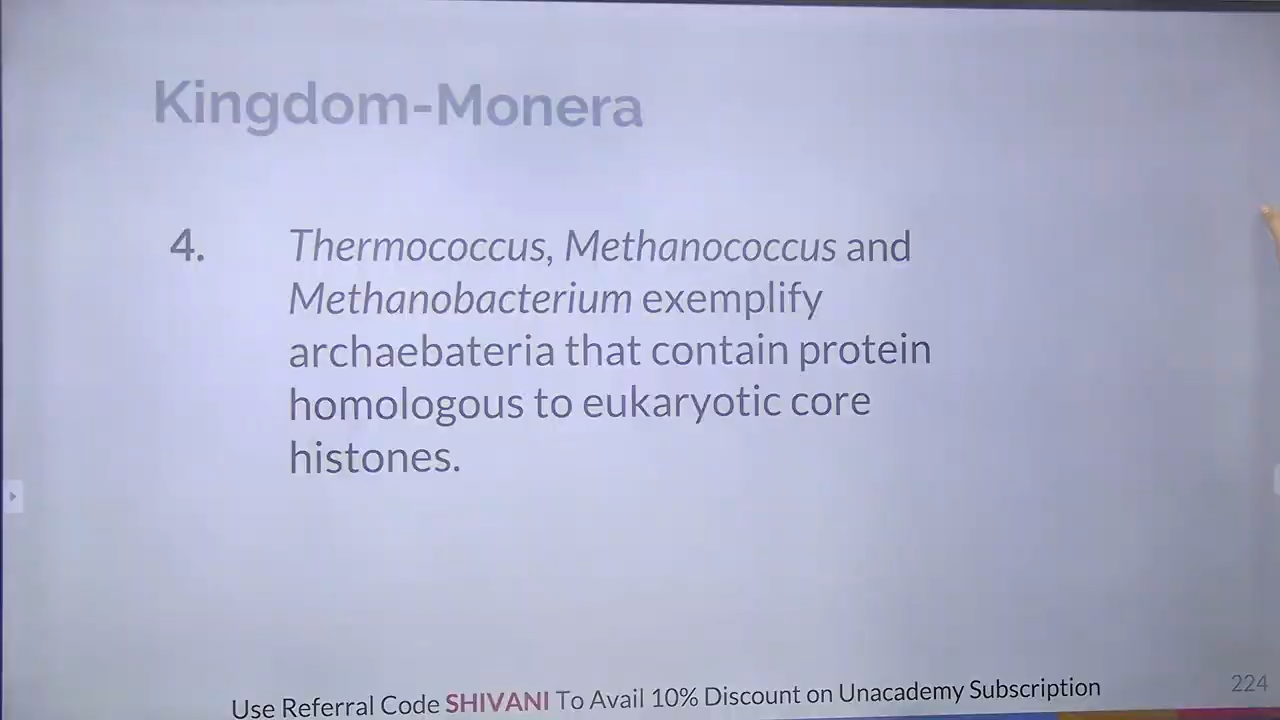 Kingdom-Monera
4. Thermococcus, Methanococcus and
Methanobacterium exemplify
archaebateria that contain protein
homologous to eukaryotic core
histones.
Use Referral Code SHIVANI To Avail 10% Discount on Unacademy Subscription
224